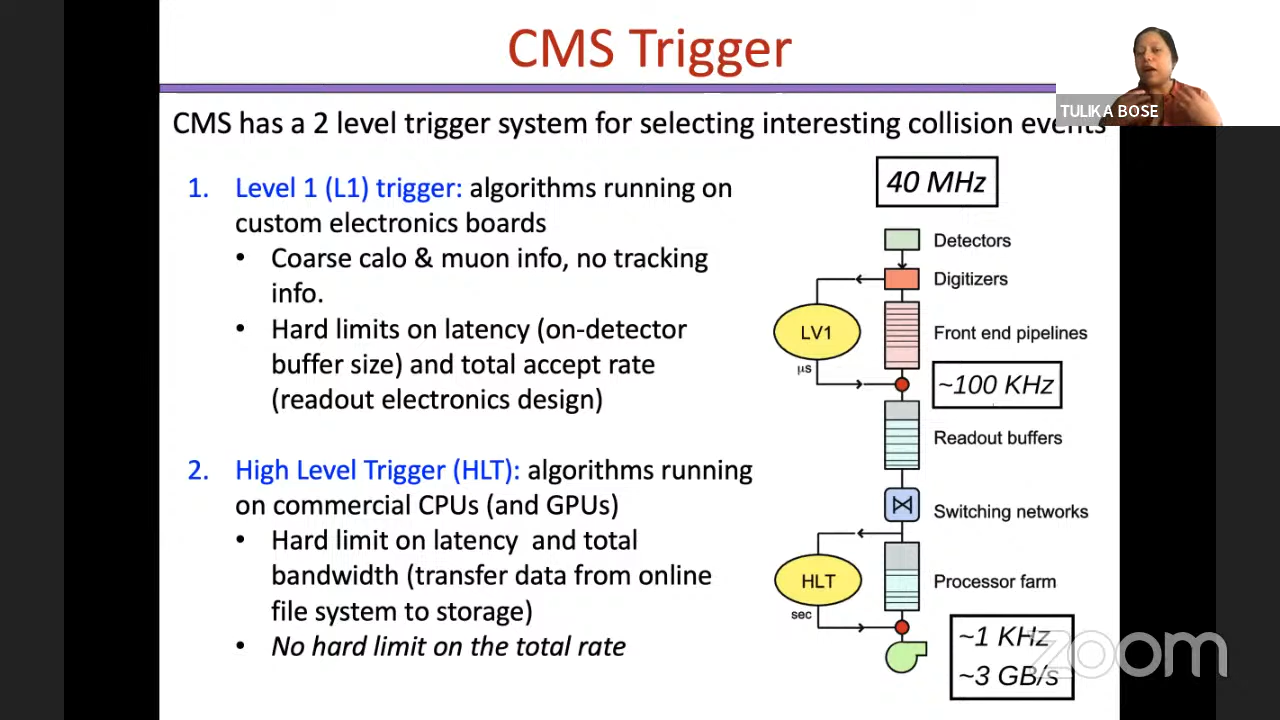 CMS Trigger
TULIKA BOSE
CMS has a 2 level trigger system for selecting interesting collision events
1. Level 1 (L1) trigger: algorithms running on
custom electronics boards
• Coarse calo & muon info, no tracking
info.
• Hard limits on latency (on-detector
buffer size) and total accept rate
(readout electronics design)
2. High Level Trigger (HLT): algorithms running
on commercial CPUs (and GPUs)
• Hard limit on latency and total
bandwidth (transfer data from online
file system to storage)
• No hard limit on the total rate
40 MHz
Detectors
Digitizers
LV1
Front end pipelines
μs
~100 KHz
Readout buffers
Switching networks
HLT
Processor farm
sec
~1 KHz
~3 GB/s
zoom